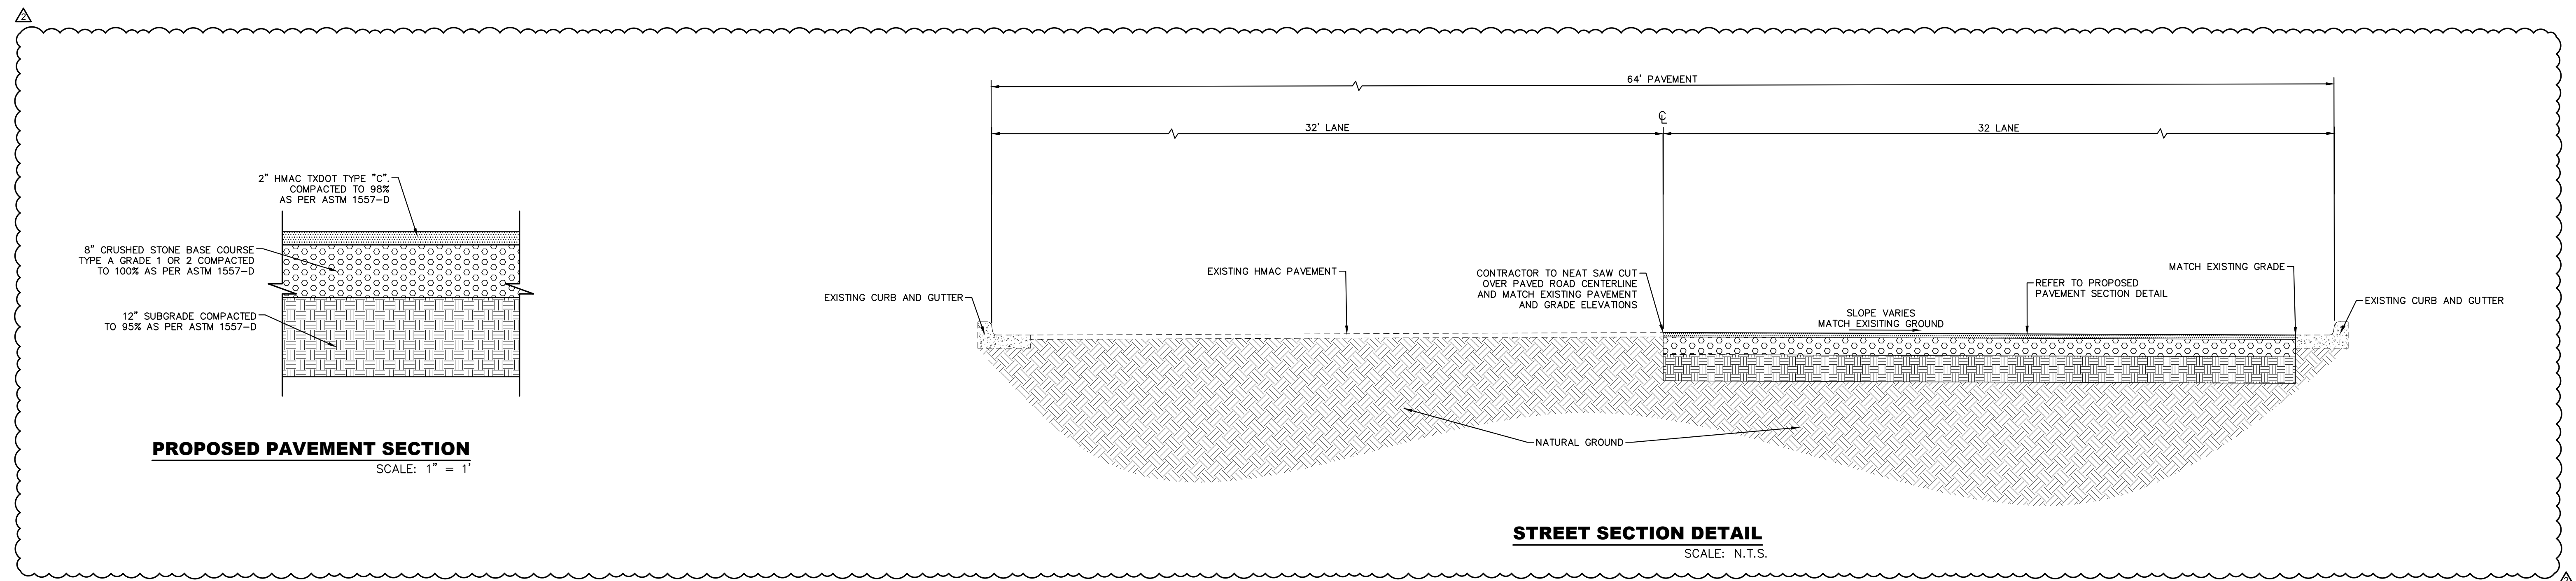 2
2" HMAC TXDOT TYPE "C".
COMPACTED TO 98%
AS PER ASTM 1557-D
8" CRUSHED STONE BASE COURSE
TYPE A GRADE 1 OR 2 COMPACTED
TO 100% AS PER ASTM 1557-D
12" SUBGRADE COMPACTED
TO 95% AS PER ASTM 1557-D
PROPOSED PAVEMENT SECTION
SCALE: 1" = 1'
64' PAVEMENT
32' LANE
CL
32 LANE
EXISTING CURB AND GUTTER
EXISTING HMAC PAVEMENT
CONTRACTOR TO NEAT SAW CUT
OVER PAVED ROAD CENTERLINE
AND MATCH EXISTING PAVEMENT
AND GRADE ELEVATIONS
SLOPE VARIES
MATCH EXISITING GROUND
REFER TO PROPOSED
PAVEMENT SECTION DETAIL
MATCH EXISTING GRADE
EXISTING CURB AND GUTTER
NATURAL GROUND
STREET SECTION DETAIL
SCALE: N.T.S.